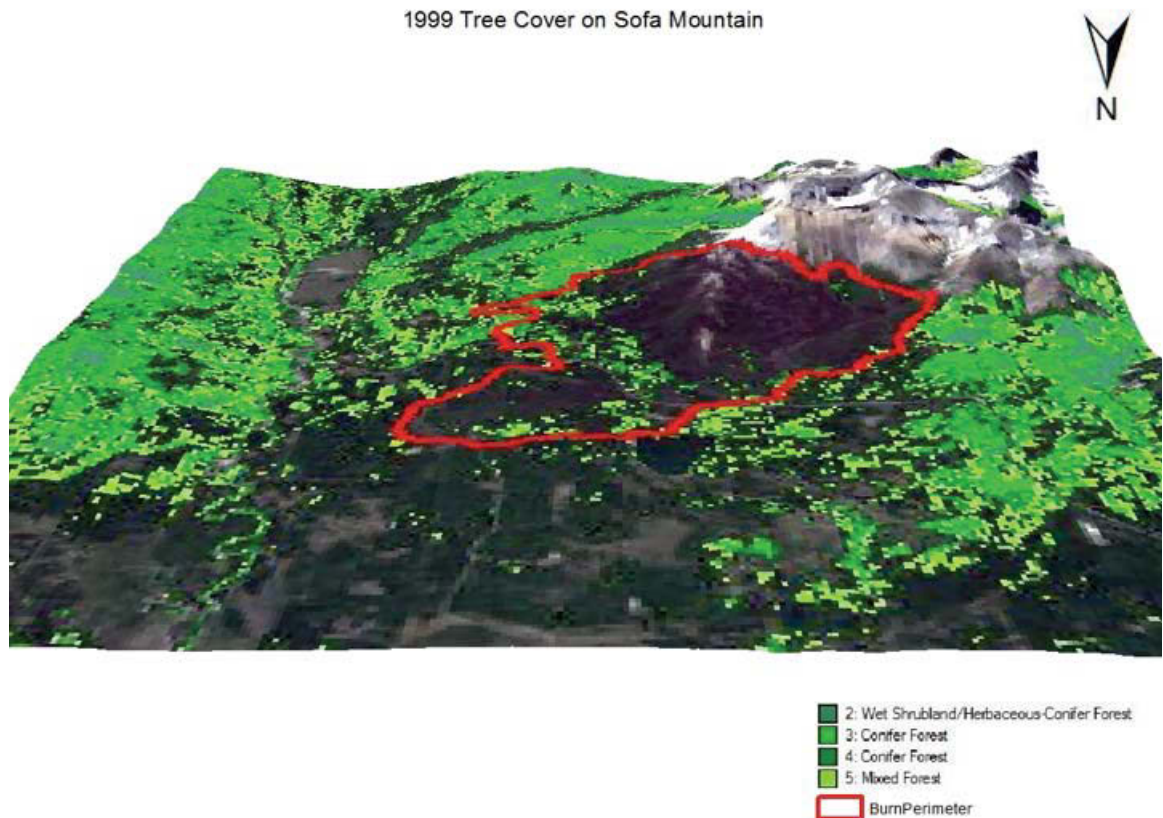 1999 Tree Cover on Sofa Mountain
N
2: Wet Shrubland/Herbaceous-Conifer Forest
3: Conifer Forest
4: Conifer Forest
5: Mixed Forest
BurnPerimeter